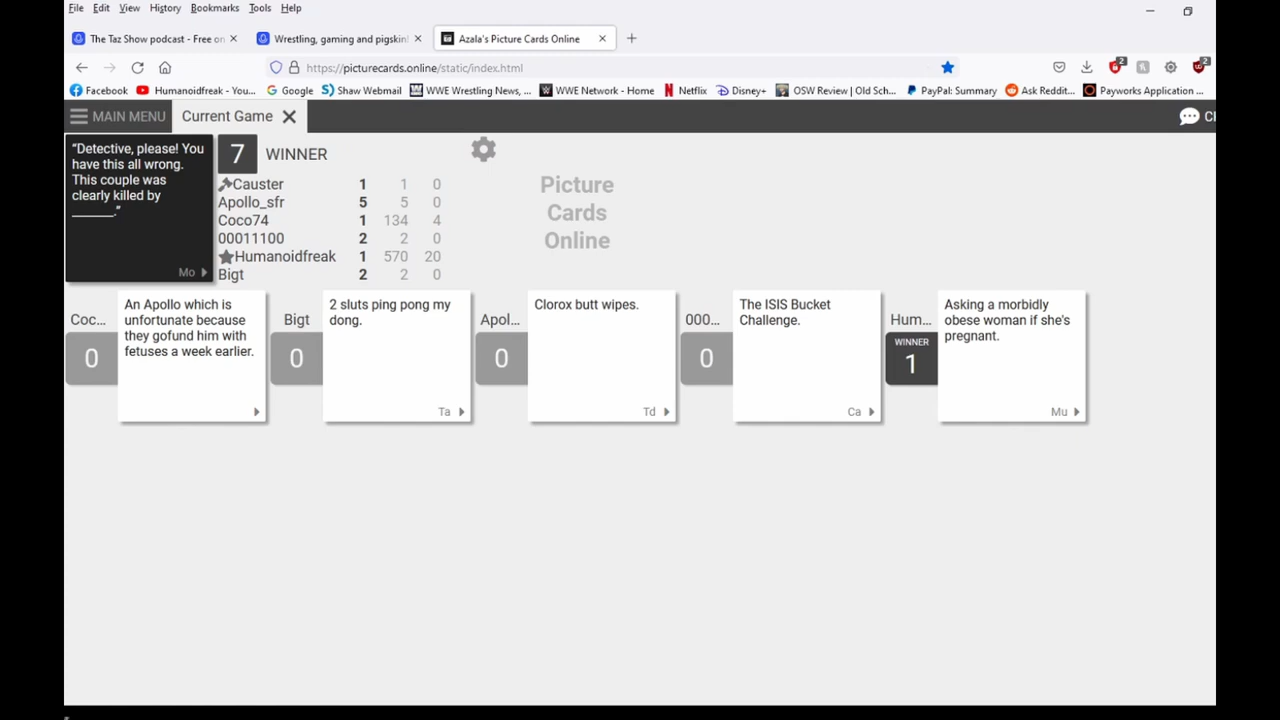 File Edit View History Bookmarks Tools Help
The Taz Show podcast - Free on
Wrestling, gaming and pigskin!
Azala's Picture Cards Online
https://picturecards.online/static/index.html
2
2
Facebook Humanoidfreak - You... Google Shaw Webmail WWE Wrestling News, ... WWE Network - Home Netflix Disney+ OSW Review | Old Sch... PayPal: Summary Ask Reddit... Payworks Application ...
MAIN MENU
Current Game
"Detective, please! You
have this all wrong.
This couple was
clearly killed by
______."
Mo
7 WINNER
Causter 1 1 0
Apollo_sfr 5 5 0
Coco74 1 134 4
00011100 2 2 0
Humanoidfreak 1 570 20
Bigt 2 2 0
Picture
Cards
Online
Coc...
0
An Apollo which is
unfortunate because
they gofund him with
fetuses a week earlier.
Bigt
0
2 sluts ping pong my
dong.
Ta
Apol...
0
Clorox butt wipes.
Td
000...
0
The ISIS Bucket
Challenge.
Ca
Hum...
WINNER
1
Asking a morbidly
obese woman if she's
pregnant.
Mu